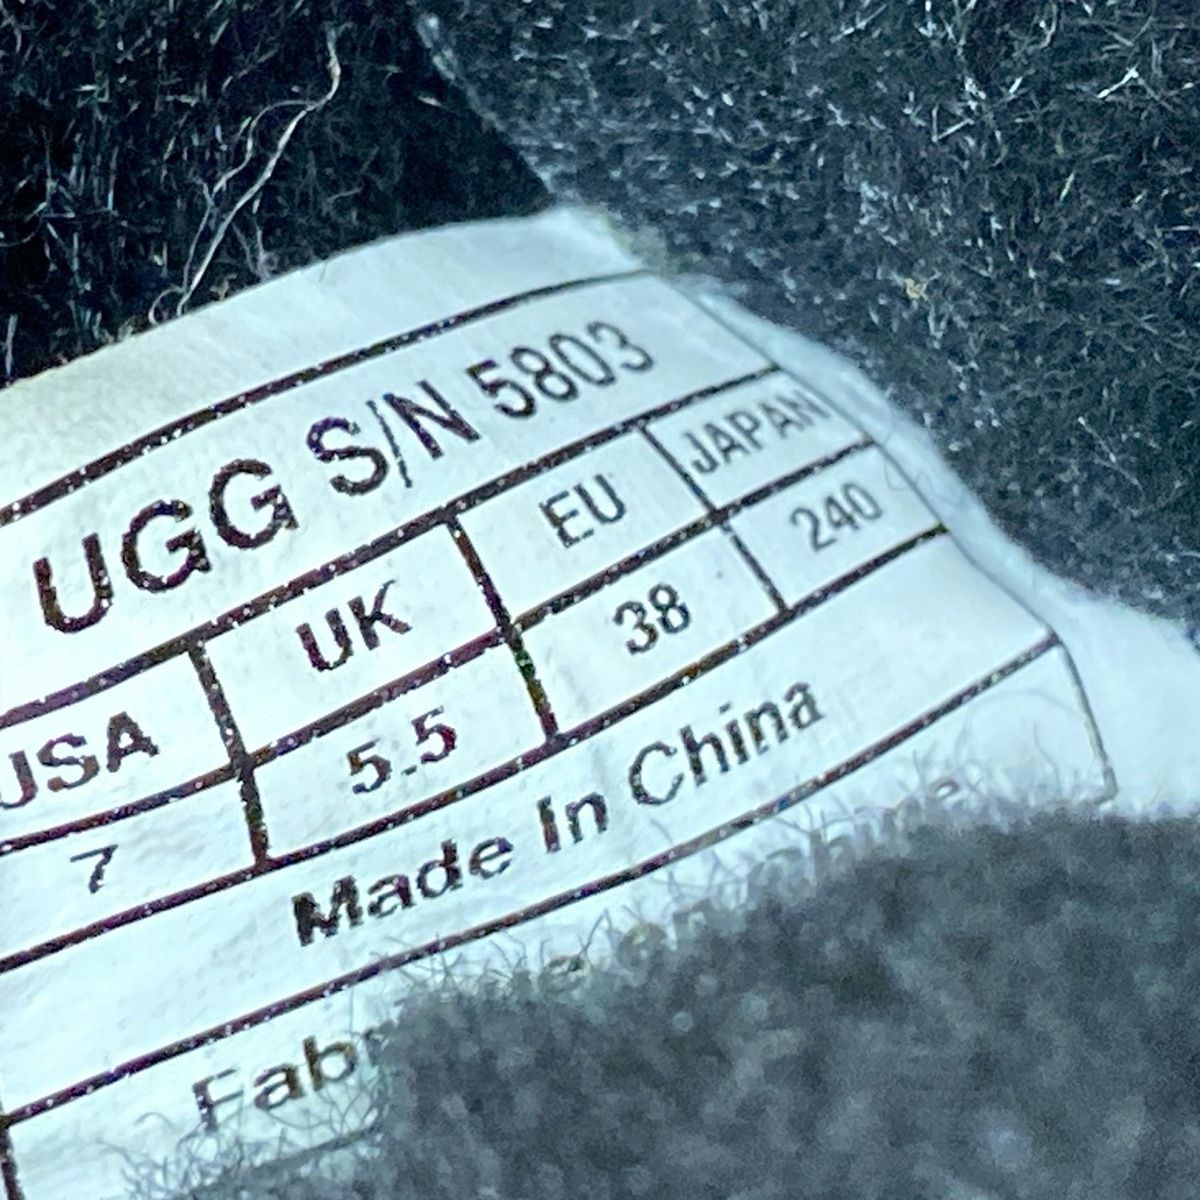 UGG S/N 5803
USA UK EU JAPAN
7 5.5 38 240
Made In China